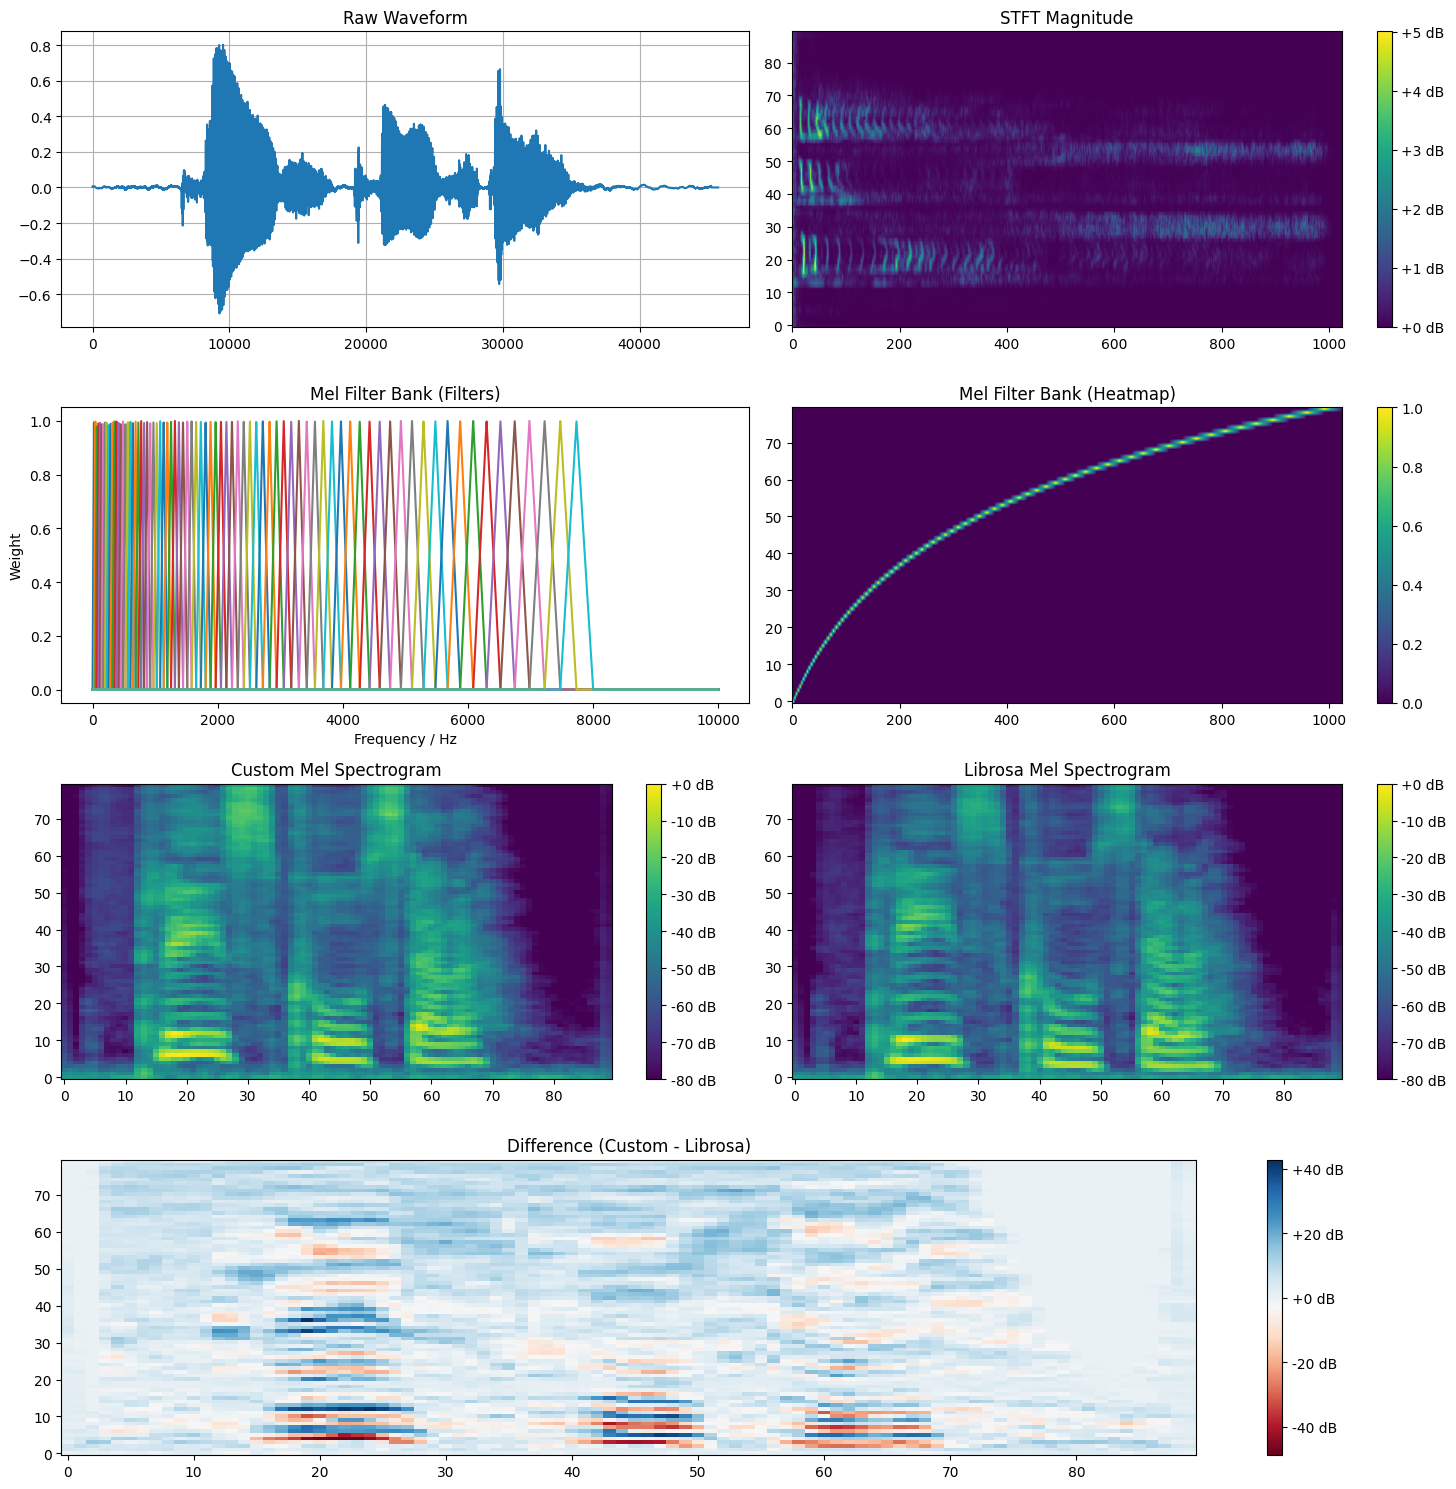 Raw Waveform
0.8
0.6
0.4
0.2
0.0
−0.2
−0.4
−0.6
0 10000 20000 30000 40000
STFT Magnitude
80
70
60
50
40
30
20
10
0
0 200 400 600 800 1000
+5 dB
+4 dB
+3 dB
+2 dB
+1 dB
+0 dB
Mel Filter Bank (Filters)
Weight
1.0
0.8
0.6
0.4
0.2
0.0
0 2000 4000 6000 8000 10000
Frequency / Hz
Mel Filter Bank (Heatmap)
70
60
50
40
30
20
10
0
0 200 400 600 800 1000
1.0
0.8
0.6
0.4
0.2
0.0
Custom Mel Spectrogram
70
60
50
40
30
20
10
0
0 10 20 30 40 50 60 70 80
+0 dB
-10 dB
-20 dB
-30 dB
-40 dB
-50 dB
-60 dB
-70 dB
-80 dB
Librosa Mel Spectrogram
70
60
50
40
30
20
10
0
0 10 20 30 40 50 60 70 80
+0 dB
-10 dB
-20 dB
-30 dB
-40 dB
-50 dB
-60 dB
-70 dB
-80 dB
Difference (Custom - Librosa)
70
60
50
40
30
20
10
0
0 10 20 30 40 50 60 70 80
+40 dB
+20 dB
+0 dB
-20 dB
-40 dB